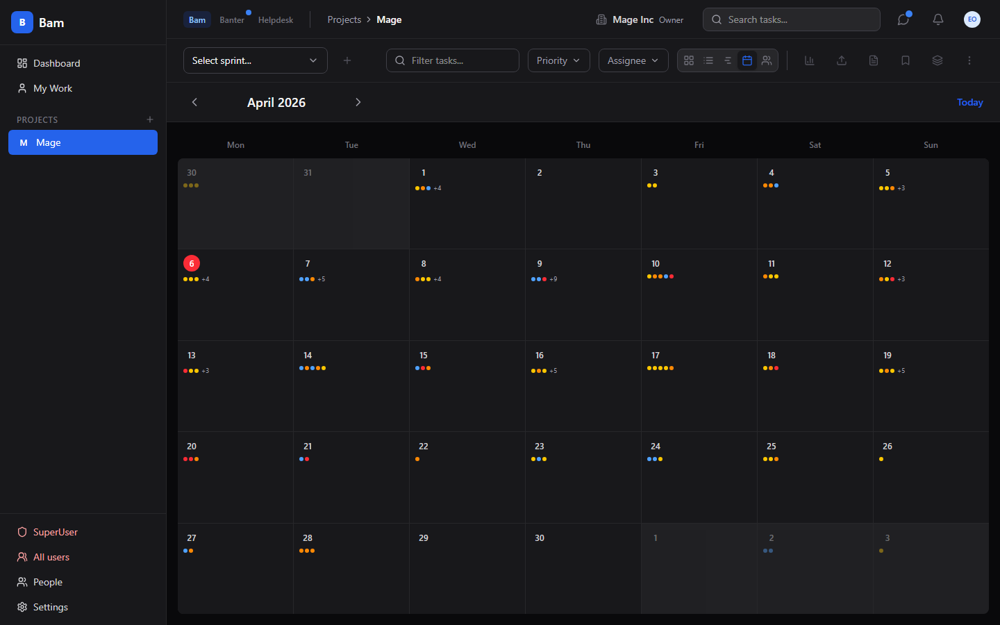 B Bam
Dashboard
My Work
PROJECTS
M Mage
SuperUser
All users
People
Settings
Bam Banter Helpdesk Projects Mage Mage Inc Owner Search tasks... EO
Select sprint... Filter tasks... Priority Assignee
April 2026 Today
Mon Tue Wed Thu Fri Sat Sun
30 31 1 2 3 4 5
+4 +3
6 7 8 9 10 11 12
+4 +5 +4 +9 +3
13 14 15 16 17 18 19
+3 +5 +5
20 21 22 23 24 25 26
27 28 29 30 1 2 3